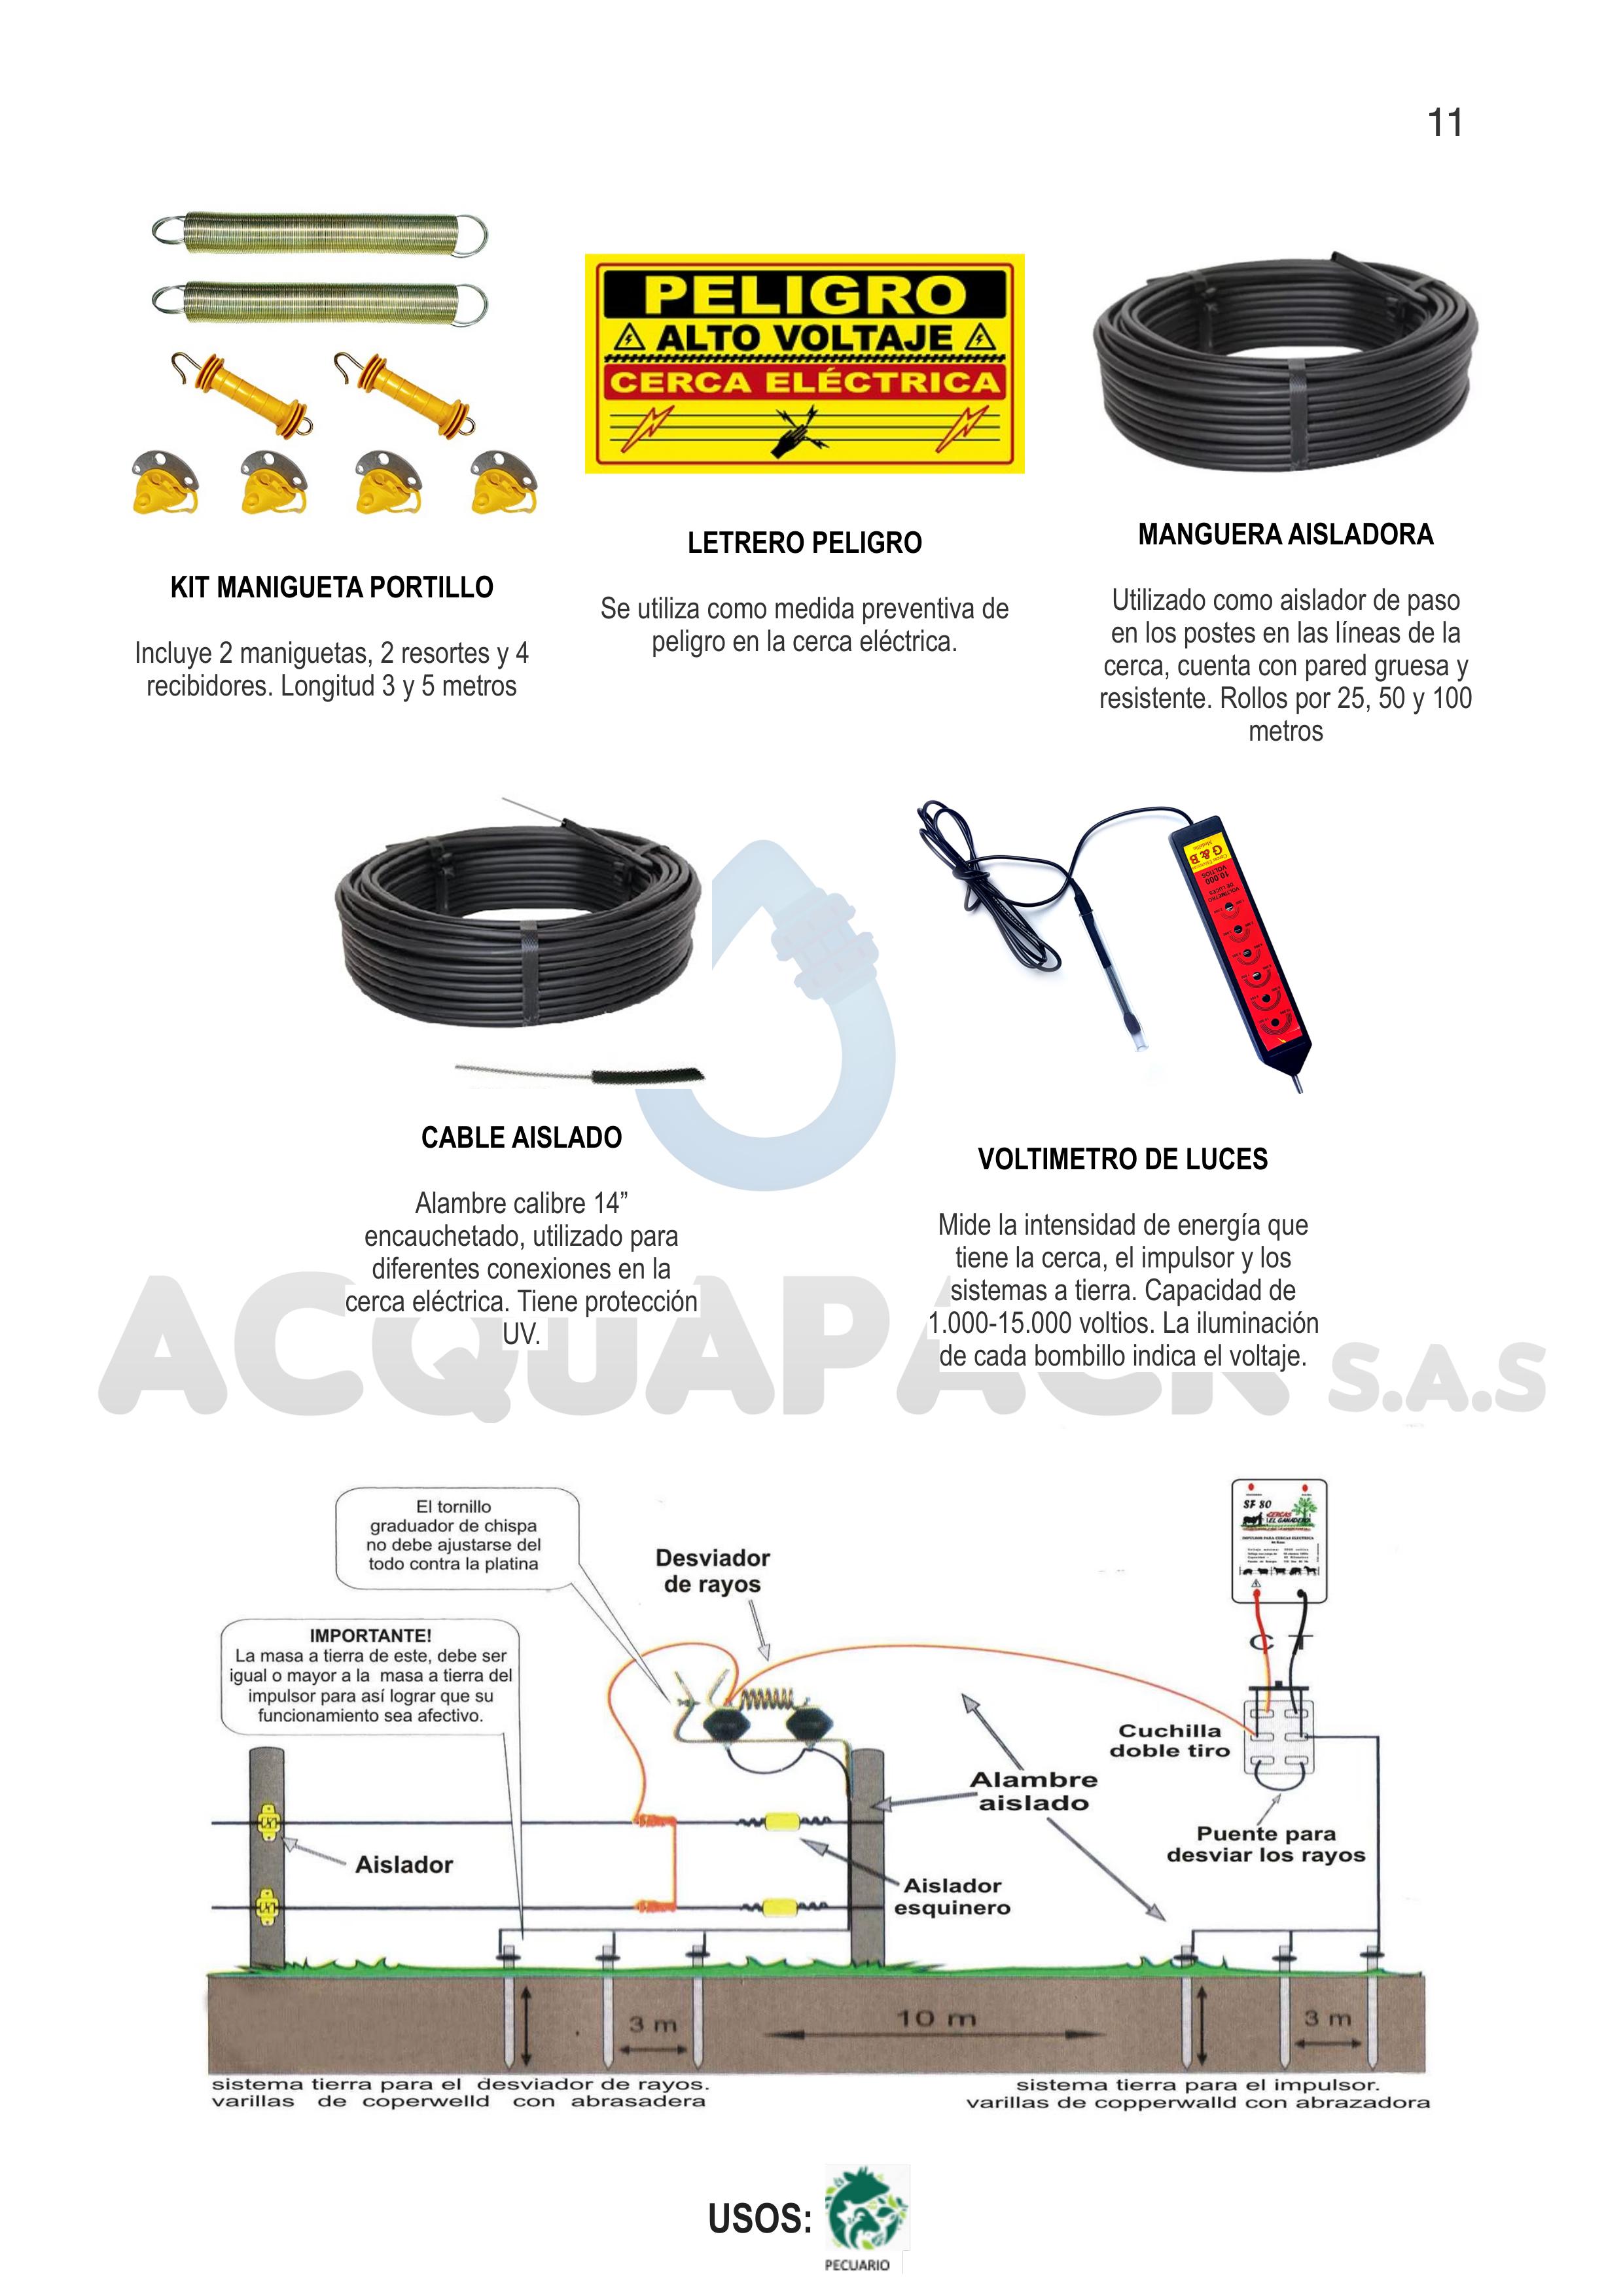 11
PELIGRO
ALTO VOLTAJE
CERCA ELÉCTRICA
KIT MANIGUETA PORTILLO
Incluye 2 maniguetas, 2 resortes y 4
recibidores. Longitud 3 y 5 metros
LETRERO PELIGRO
Se utiliza como medida preventiva de
peligro en la cerca eléctrica.
MANGUERA AISLADORA
Utilizado como aislador de paso
en los postes en las líneas de la
cerca, cuenta con pared gruesa y
resistente. Rollos por 25, 50 y 100
metros
G&B
10.000
VOLTIOS
VOLTIMETRO
DE LUCES
CABLE AISLADO
Alambre calibre 14”
encauchetado, utilizado para
diferentes conexiones en la
cerca eléctrica. Tiene protección
UV.
VOLTIMETRO DE LUCES
Mide la intensidad de energía que
tiene la cerca, el impulsor y los
sistemas a tierra. Capacidad de
1.000-15.000 voltios. La iluminación
de cada bombillo indica el voltaje.
ACQUAPACK S.A.S
El tornillo
graduador de chispa
no debe ajustarse del
todo contra la platina
Desviador
de rayos
SF 80
CERCAS
EL GANADERO
IMPORTANTE!
La masa a tierra de este, debe ser
igual o mayor a la masa a tierra del
impulsor para así lograr que su
funcionamiento sea afectivo.
C T
Cuchilla
doble tiro
Alambre
aislado
Puente para
desviar los rayos
Aislador
Aislador
esquinero
3 m
10 m
3 m
sistema tierra para el desviador de rayos.
varillas de coperwelld con abrasadera
sistema tierra para el impulsor.
varillas de copperwalld con abrazadora
USOS:
PECUARIO